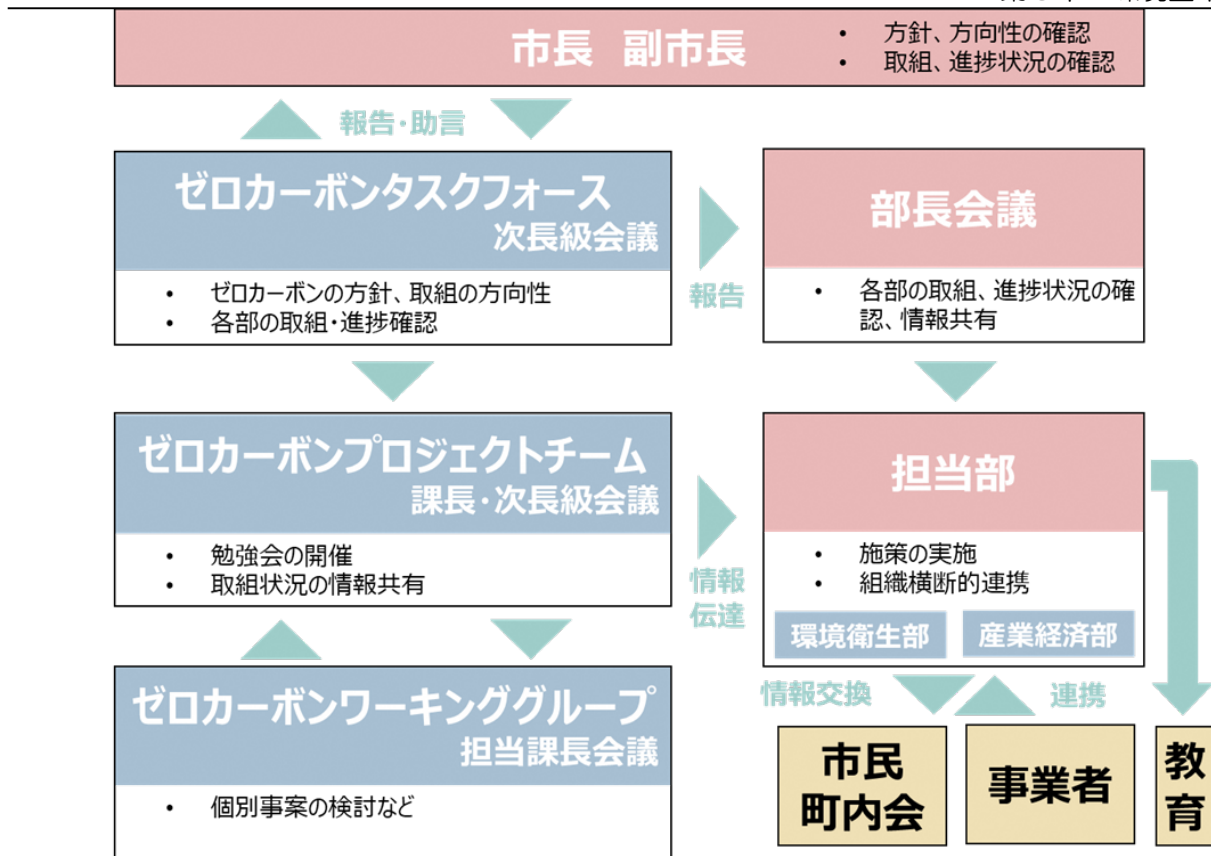 市長 副市長
• 方針、方向性の確認
• 取組、進捗状況の確認
報告・助言
ゼロカーボンタスクフォース
次長級会議
• ゼロカーボンの方針、取組の方向性
• 各部の取組・進捗確認
報告
部長会議
• 各部の取組、進捗状況の確
認、情報共有
ゼロカーボンプロジェクトチーム
課長・次長級会議
• 勉強会の開催
• 取組状況の情報共有
情報
伝達
担当部
• 施策の実施
• 組織横断的連携
環境衛生部
産業経済部
ゼロカーボンワーキンググループ
担当課長会議
• 個別事案の検討など
情報交換
連携
市民
町内会
事業者
教
育